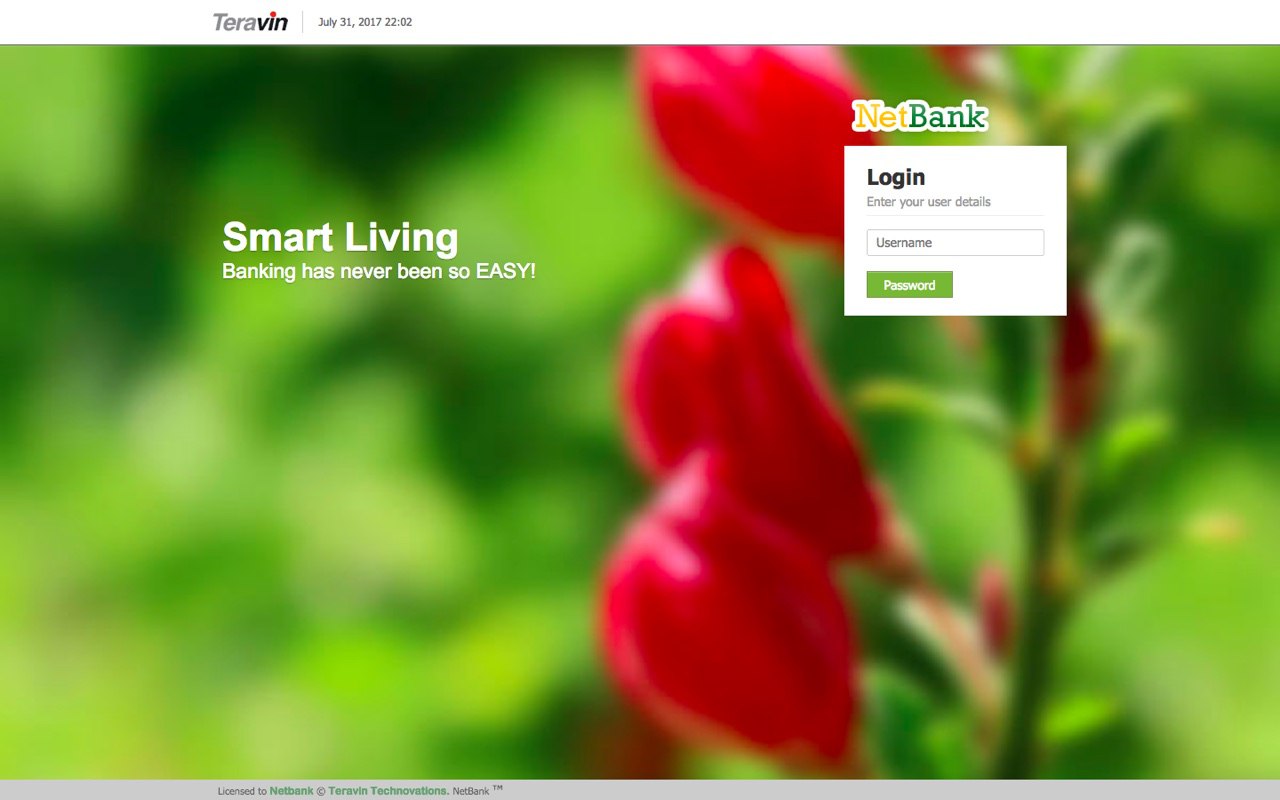 Teravin
July 31, 2017 22:02
NetBank
Login
Enter your user details
Username
Password
Smart Living
Banking has never been so EASY!
Licensed to Netbank © Teravin Technovations. NetBank ™